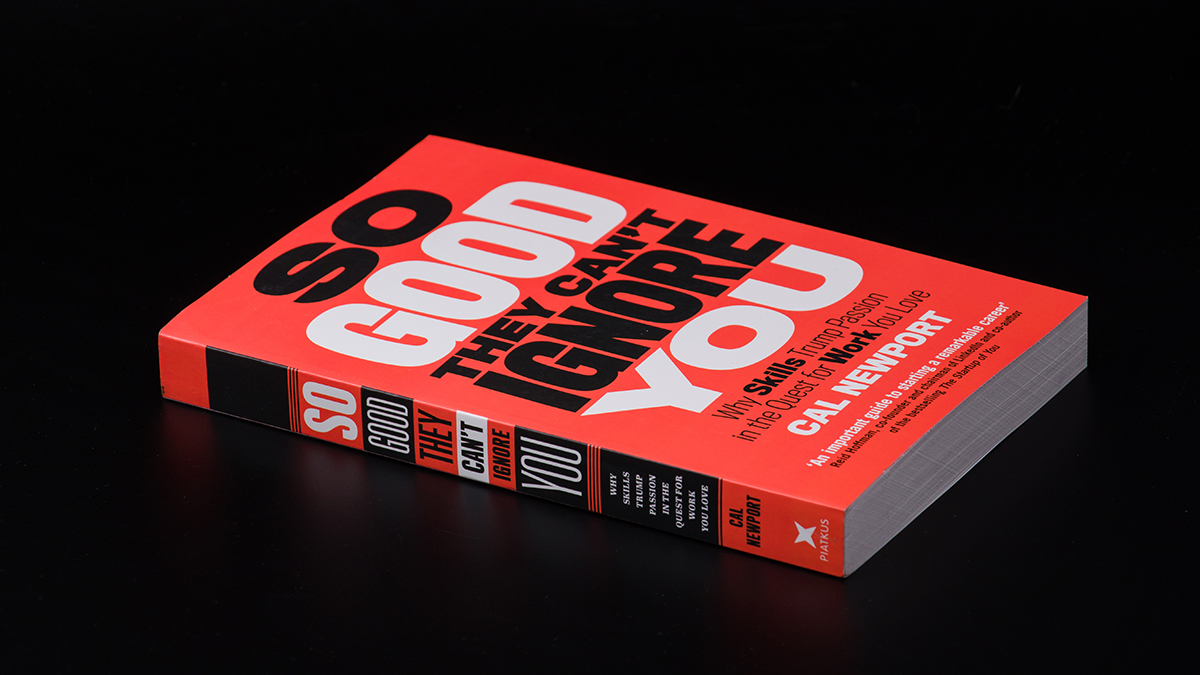 SO
GOOD
THEY CAN'T
IGNORE
YOU
Why Skills Trump Passion
in the Quest for Work You Love
CAL NEWPORT
'An important guide to starting a remarkable career'
Reid Hoffman, co-founder and chairman of LinkedIn and co-author
of the bestselling The Startup of You
SO
GOOD
THEY
CAN'T
IGNORE
YOU
WHY
SKILLS
TRUMP
PASSION
IN THE
QUEST FOR
WORK
YOU LOVE
CAL
NEWPORT
PIATKUS